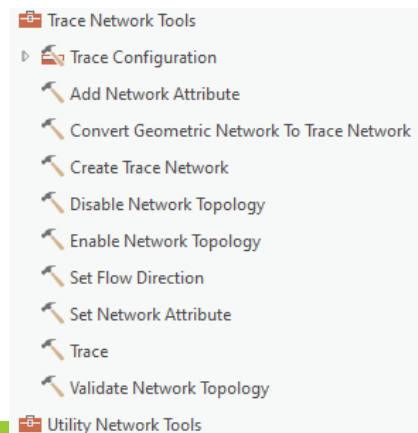 Trace Network Tools
Trace Configuration
Add Network Attribute
Convert Geometric Network To Trace Network
Create Trace Network
Disable Network Topology
Enable Network Topology
Set Flow Direction
Set Network Attribute
Trace
Validate Network Topology
Utility Network Tools